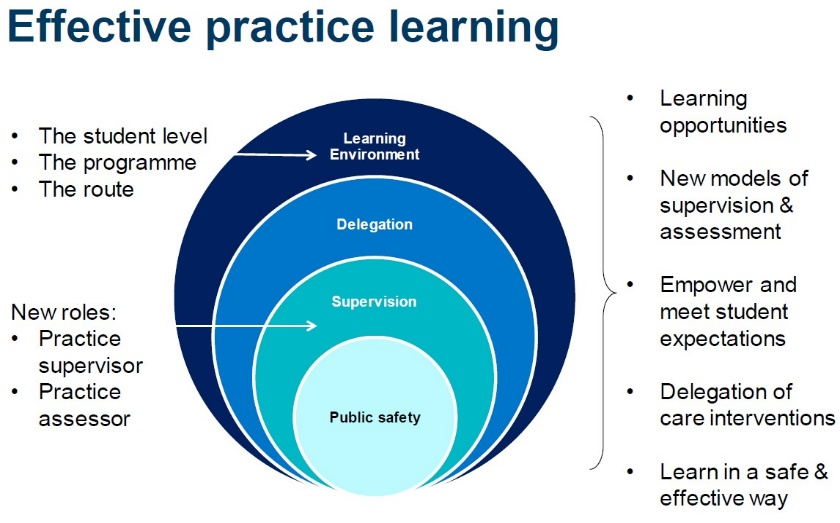 Effective practice learning
• The student level
• The programme
• The route
New roles:
• Practice
supervisor
• Practice
assessor
Learning
Environment
Delegation
Supervision
Public safety
• Learning
opportunities
• New models of
supervision &
assessment
• Empower and
meet student
expectations
• Delegation of
care interventions
• Learn in a safe &
effective way